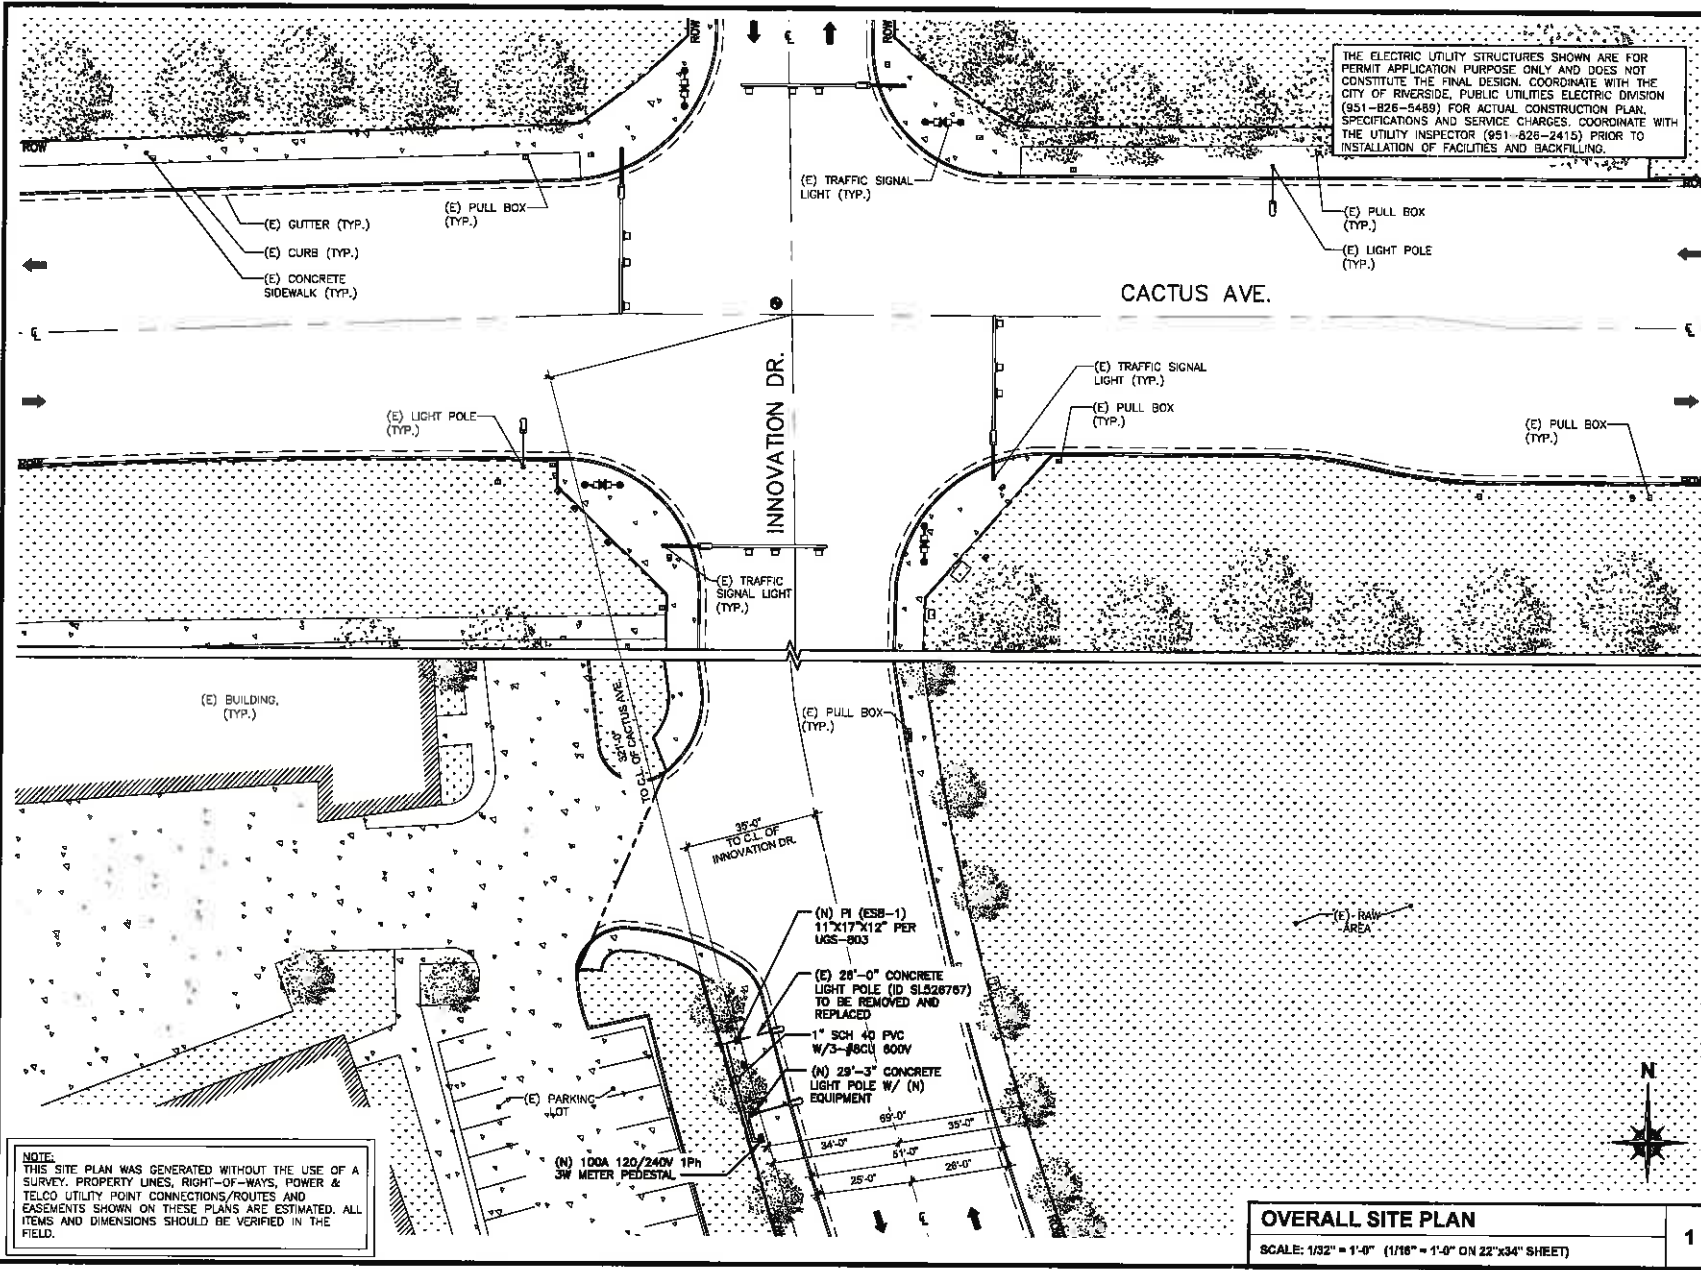 ROW
ROW
℄
THE ELECTRIC UTILITY STRUCTURES SHOWN ARE FOR
PERMIT APPLICATION PURPOSE ONLY AND DOES NOT
CONSTITUTE THE FINAL DESIGN. COORDINATE WITH THE
CITY OF RIVERSIDE, PUBLIC UTILITIES ELECTRIC DIVISION
(951-826-5489) FOR ACTUAL CONSTRUCTION PLAN,
SPECIFICATIONS AND SERVICE CHARGES. COORDINATE WITH
THE UTILITY INSPECTOR (951-826-2415) PRIOR TO
INSTALLATION OF FACILITIES AND BACKFILLING.
ROW
ROW
(E) TRAFFIC SIGNAL
LIGHT (TYP.)
(E) PULL BOX
(TYP.)
(E) GUTTER (TYP.)
(E) CURB (TYP.)
(E) CONCRETE
SIDEWALK (TYP.)
(E) PULL BOX
(TYP.)
(E) LIGHT POLE
(TYP.)
CACTUS AVE.
℄
℄
INNOVATION DR.
(E) TRAFFIC SIGNAL
LIGHT (TYP.)
(E) PULL BOX
(TYP.)
(E) LIGHT POLE
(TYP.)
(E) PULL BOX
(TYP.)
ROW
ROW
(E) TRAFFIC
SIGNAL LIGHT
(TYP.)
(E) BUILDING,
(TYP.)
(E) PULL BOX
(TYP.)
321'-0"
TO C.L. OF CACTUS AVE.
35'-0"
TO C.L. OF
INNOVATION DR.
(N) PI (ESB-1)
11"X17"X12" PER
UGS-803
(E) RAW
AREA
(E) 28'-0" CONCRETE
LIGHT POLE (ID SL526767)
TO BE REMOVED AND
REPLACED
1" SCH 40 PVC
W/3-#8CU 600V
(N) 29'-3" CONCRETE
LIGHT POLE W/ (N)
EQUIPMENT
(E) PARKING
LOT
(N) 100A 120/240V 1Ph
3W METER PEDESTAL
69'-0"
34'-0"
35'-0"
51'-0"
25'-0"
26'-0"
℄
ROW
ROW
N
NOTE:
THIS SITE PLAN WAS GENERATED WITHOUT THE USE OF A
SURVEY. PROPERTY LINES, RIGHT-OF-WAYS, POWER &
TELCO UTILITY POINT CONNECTIONS/ROUTES AND
EASEMENTS SHOWN ON THESE PLANS ARE ESTIMATED. ALL
ITEMS AND DIMENSIONS SHOULD BE VERIFIED IN THE
FIELD.
OVERALL SITE PLAN
SCALE: 1/32" = 1'-0" (1/16" = 1'-0" ON 22"x34" SHEET)
1